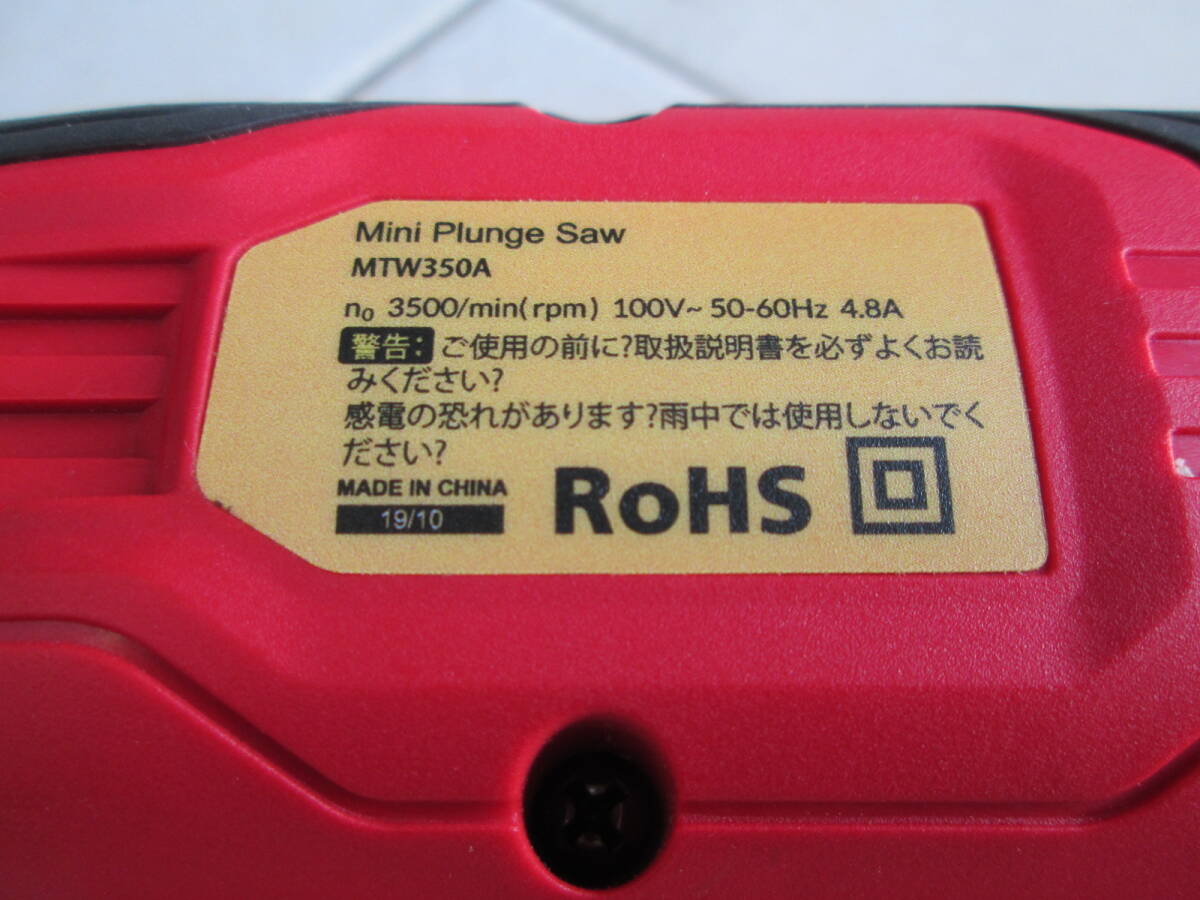 Mini Plunge Saw
MTW350A
n₀ 3500/min(rpm) 100V~ 50-60Hz 4.8A
警告: ご使用の前に?取扱説明書を必ずよくお読
みください?
感電の恐れがあります?雨中では使用しないでく
ださい?
MADE IN CHINA
19/10
RoHS